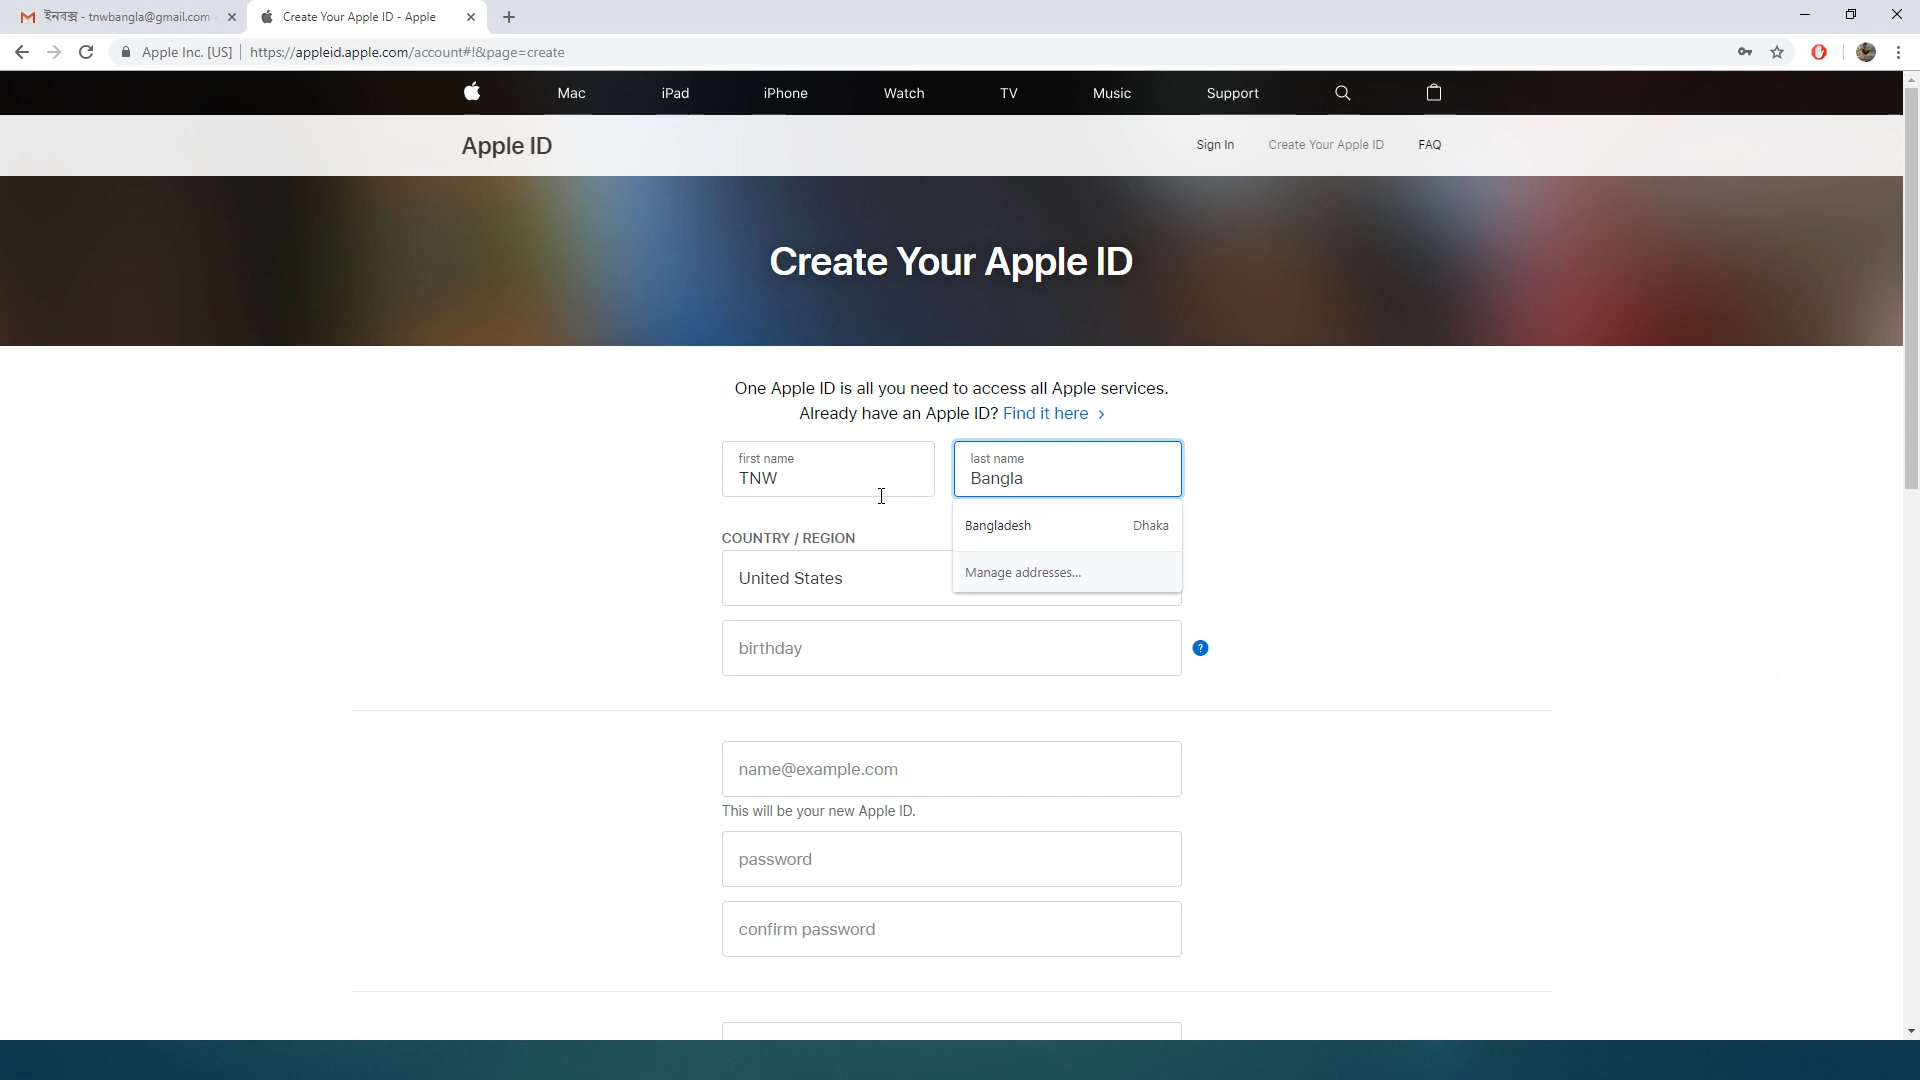 ইনবক্স - tnwbangla@gmail.com
Create Your Apple ID - Apple
Apple Inc. [US] | https://appleid.apple.com/account#!&page=create
Mac iPad iPhone Watch TV Music Support
Apple ID
Sign In Create Your Apple ID FAQ
Create Your Apple ID
One Apple ID is all you need to access all Apple services.
Already have an Apple ID? Find it here >
first name
TNW
last name
Bangla
Bangladesh Dhaka
Manage addresses...
COUNTRY / REGION
United States
birthday
?
name@example.com
This will be your new Apple ID.
password
confirm password